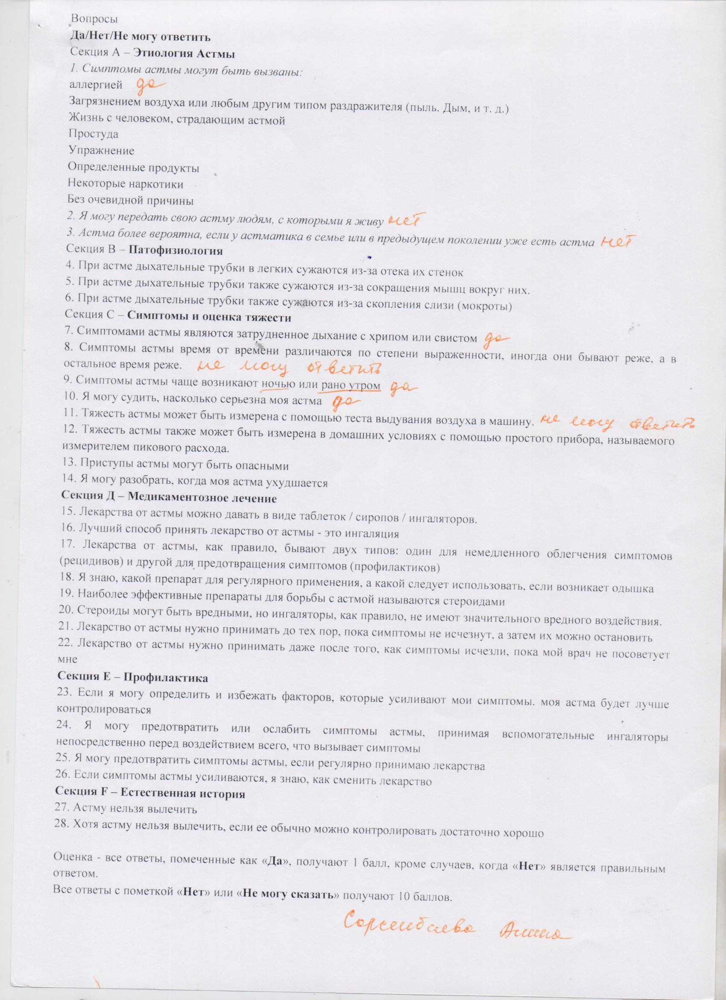 Вопросы
Да/Нет/Не могу ответить
Секция А – Этиология Астмы
1. Симптомы астмы могут быть вызваны:
аллергией да
Загрязнением воздуха или любым другим типом раздражителя (пыль. Дым, и т. д.)
Жизнь с человеком, страдающим астмой
Простуда
Упражнение
Определенные продукты
Некоторые наркотики
Без очевидной причины
2. Я могу передать свою астму людям, с которыми я живу нет
3. Астма более вероятна, если у астматика в семье или в предыдущем поколении уже есть астма нет
Секция В – Патофизиология
4. При астме дыхательные трубки в легких сужаются из-за отека их стенок
5. При астме дыхательные трубки также сужаются из-за сокращения мышц вокруг них.
6. При астме дыхательные трубки также сужаются из-за скопления слизи (мокроты)
Секция С – Симптомы и оценка тяжести
7. Симптомами астмы являются затрудненное дыхание с хрипом или свистом да
8. Симптомы астмы время от времени различаются по степени выраженности, иногда они бывают реже, а в
остальное время реже. не могу ответить
9. Симптомы астмы чаще возникают ночью или рано утром да
10. Я могу судить, насколько серьезна моя астма да
11. Тяжесть астмы может быть измерена с помощью теста выдувания воздуха в машину. не могу ответить
12. Тяжесть астмы также может быть измерена в домашних условиях с помощью простого прибора, называемого
измерителем пикового расхода.
13. Приступы астмы могут быть опасными
14. Я могу разобрать, когда моя астма ухудшается
Секция Д – Медикаментозное лечение
15. Лекарства от астмы можно давать в виде таблеток / сиропов / ингаляторов.
16. Лучший способ принять лекарство от астмы - это ингаляция
17. Лекарства от астмы, как правило, бывают двух типов: один для немедленного облегчения симптомов
(рецидивов) и другой для предотвращения симптомов (профилактиков)
18. Я знаю, какой препарат для регулярного применения, а какой следует использовать, если возникает одышка
19. Наиболее эффективные препараты для борьбы с астмой называются стероидами
20. Стероиды могут быть вредными, но ингаляторы, как правило, не имеют значительного вредного воздействия.
21. Лекарство от астмы нужно принимать до тех пор, пока симптомы не исчезнут, а затем их можно остановить
22. Лекарство от астмы нужно принимать даже после того, как симптомы исчезли, пока мой врач не посоветует
мне
Секция Е – Профилактика
23. Если я могу определить и избежать факторов, которые усиливают мои симптомы. моя астма будет лучше
контролироваться
24. Я могу предотвратить или ослабить симптомы астмы, принимая вспомогательные ингаляторы
непосредственно перед воздействием всего, что вызывает симптомы
25. Я могу предотвратить симптомы астмы, если регулярно принимаю лекарства
26. Если симптомы астмы усиливаются, я знаю, как сменить лекарство
Секция F – Естественная история
27. Астму нельзя вылечить
28. Хотя астму нельзя вылечить, если ее обычно можно контролировать достаточно хорошо
Оценка - все ответы, помеченные как «Да», получают 1 балл, кроме случаев, когда «Нет» является правильным
ответом.
Все ответы с пометкой «Нет» или «Не могу сказать» получают 10 баллов.
Сарсенбаева